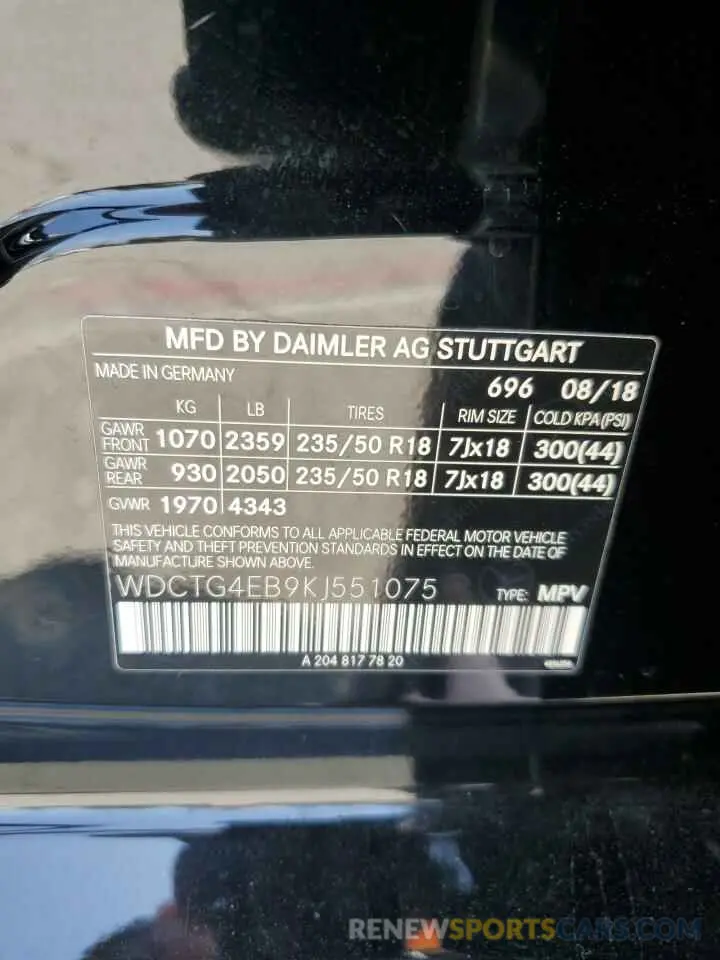 MFD BY DAIMLER AG STUTTGART
MADE IN GERMANY 696 08/18
KG LB TIRES RIM SIZE COLD KPA(PSI)
GAWR FRONT 1070 2359 235/50 R18 7Jx18 300(44)
GAWR REAR 930 2050 235/50 R18 7Jx18 300(44)
GVWR 1970 4343
THIS VEHICLE CONFORMS TO ALL APPLICABLE FEDERAL MOTOR VEHICLE
SAFETY AND THEFT PREVENTION STANDARDS IN EFFECT ON THE DATE OF
MANUFACTURE SHOWN ABOVE.
WDCTG4EB9KJ551075 TYPE: MPV
A 204 817 78 20
RENEWSPORTSCARS.COM